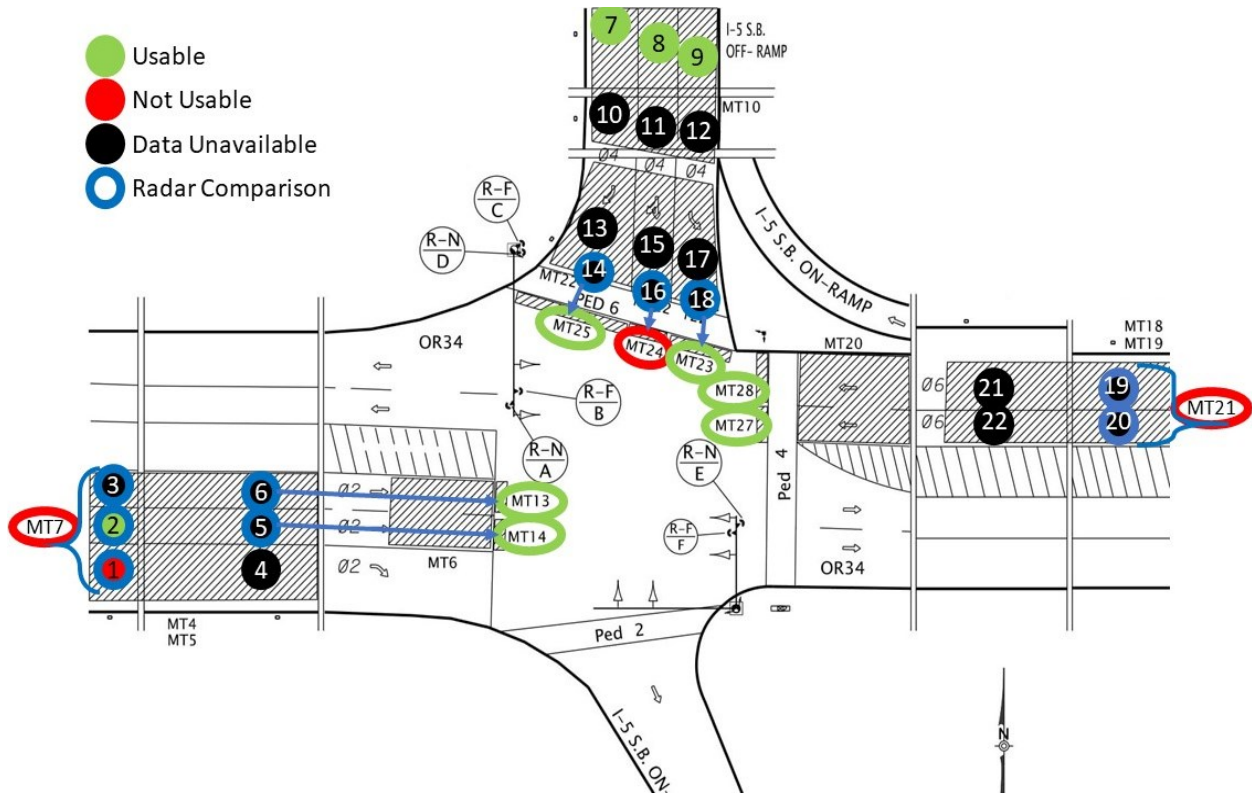 Usable
Not Usable
Data Unavailable
Radar Comparison
7
8
9
I-5 S.B.
OFF-RAMP
10
11
12
MT10
Ø4
Ø4
Ø4
R-F
C
R-N
D
13
15
17
14
16
18
MT22
PED 6
MT25
MT24
MT23
MT28
MT27
I-5 S.B. ON-RAMP
OR34
MT20
MT18
MT19
Ø6
Ø6
21
22
19
20
MT21
R-F
B
R-N
A
R-N
E
R-F
F
Ped 4
3
2
1
MT7
6
5
4
Ø2
Ø2
Ø2
MT13
MT14
MT6
MT4
MT5
OR34
Ped 2
I-5 S.B. ON-
N